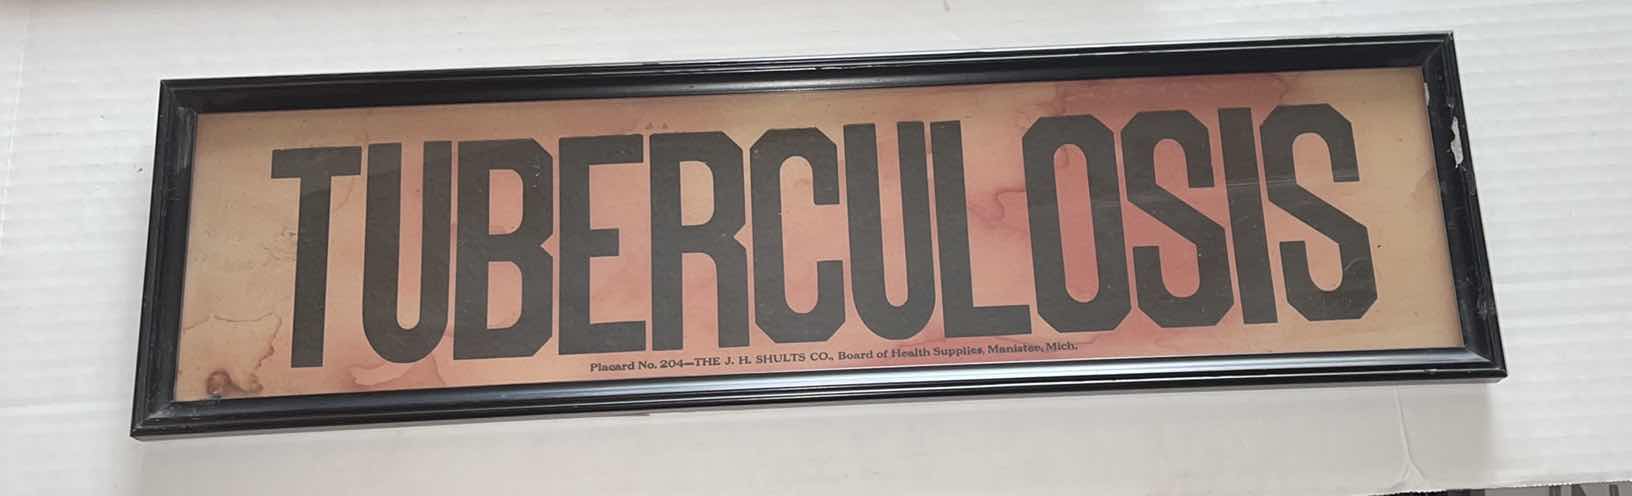 TUBERCULOSIS
Placard No. 204—THE J. H. SHULTS CO., Board of Health Supplies, Manistee, Mich.